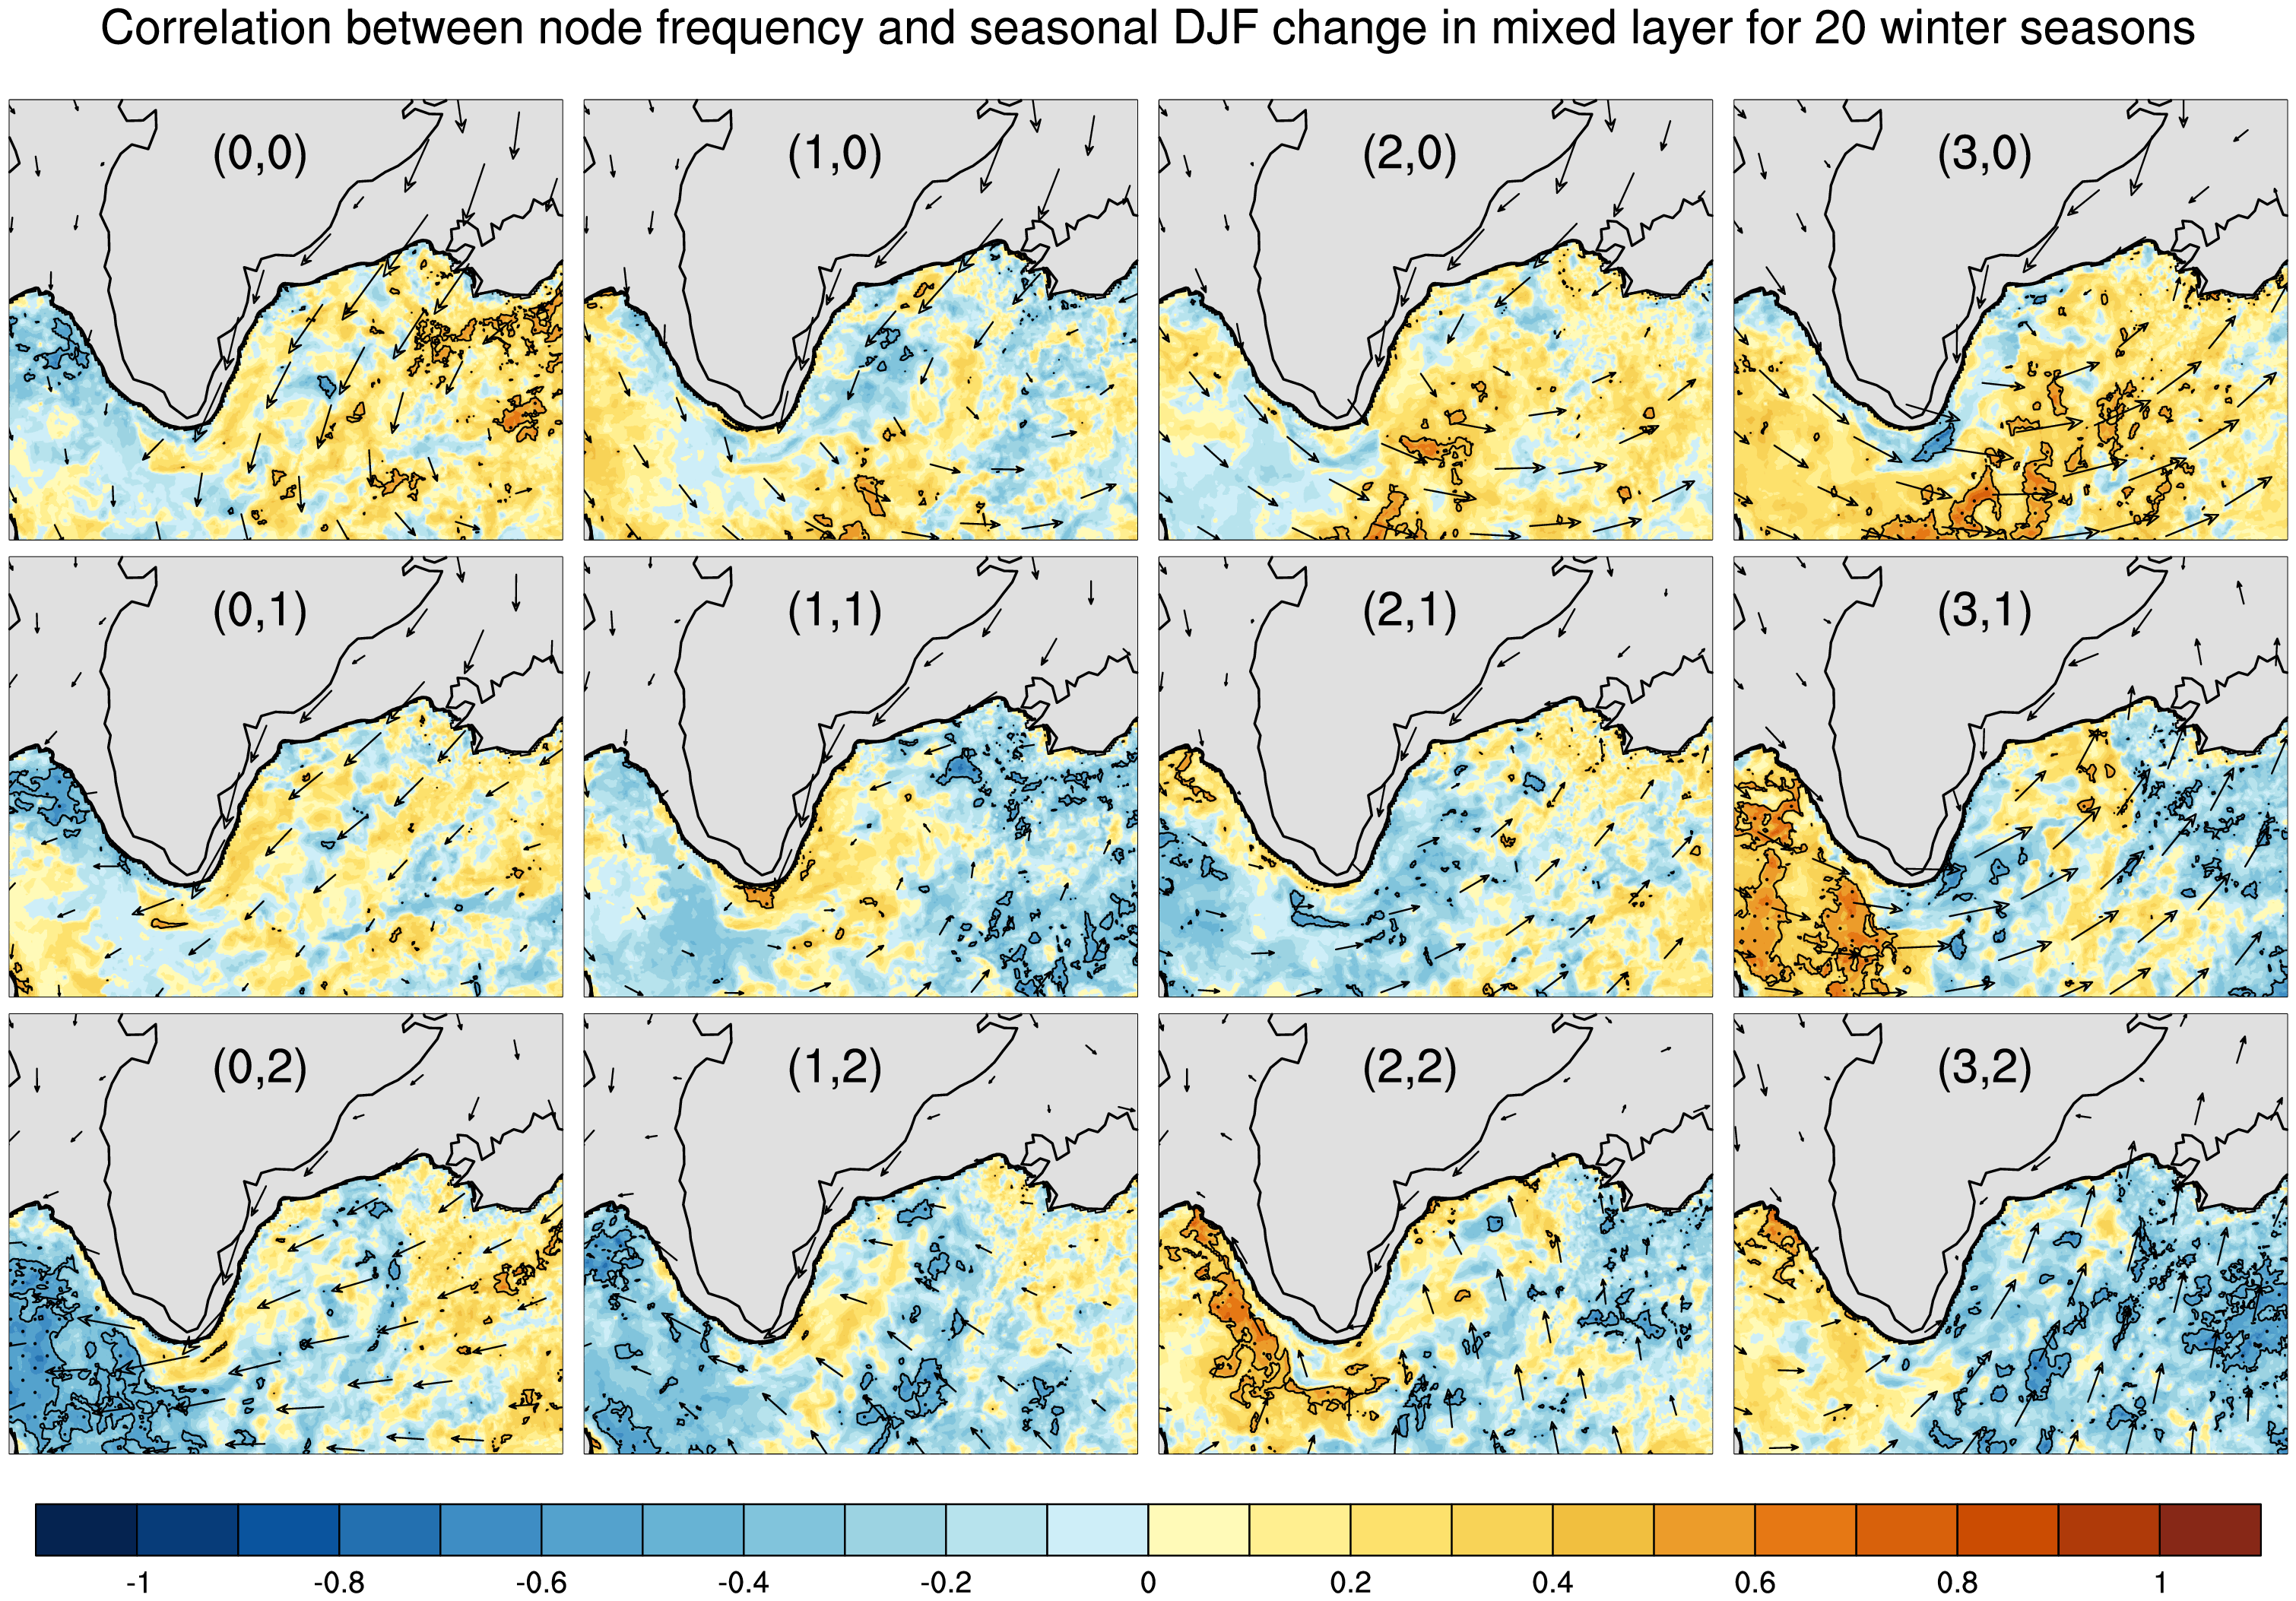 Correlation between node frequency and seasonal DJF change in mixed layer for 20 winter seasons
(0,0) (1,0) (2,0) (3,0)
(0,1) (1,1) (2,1) (3,1)
(0,2) (1,2) (2,2) (3,2)
-1 -0.8 -0.6 -0.4 -0.2 0 0.2 0.4 0.6 0.8 1